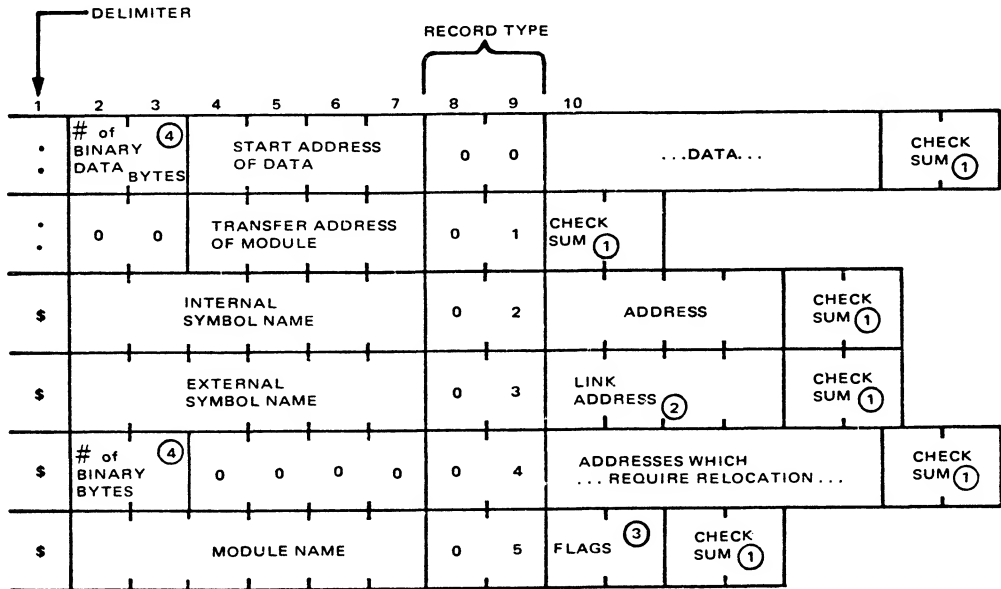 DELIMITER
RECORD TYPE
1 2 3 4 5 6 7 8 9 10
: # of BINARY DATA BYTES ④ START ADDRESS OF DATA 0 0 ...DATA... CHECK SUM ①
: 0 0 TRANSFER ADDRESS OF MODULE 0 1 CHECK SUM ①
$ INTERNAL SYMBOL NAME 0 2 ADDRESS CHECK SUM ①
$ EXTERNAL SYMBOL NAME 0 3 LINK ADDRESS ② CHECK SUM ①
$ # of BINARY BYTES ④ 0 0 0 0 0 4 ADDRESSES WHICH ... REQUIRE RELOCATION ... CHECK SUM ①
$ MODULE NAME 0 5 FLAGS ③ CHECK SUM ①